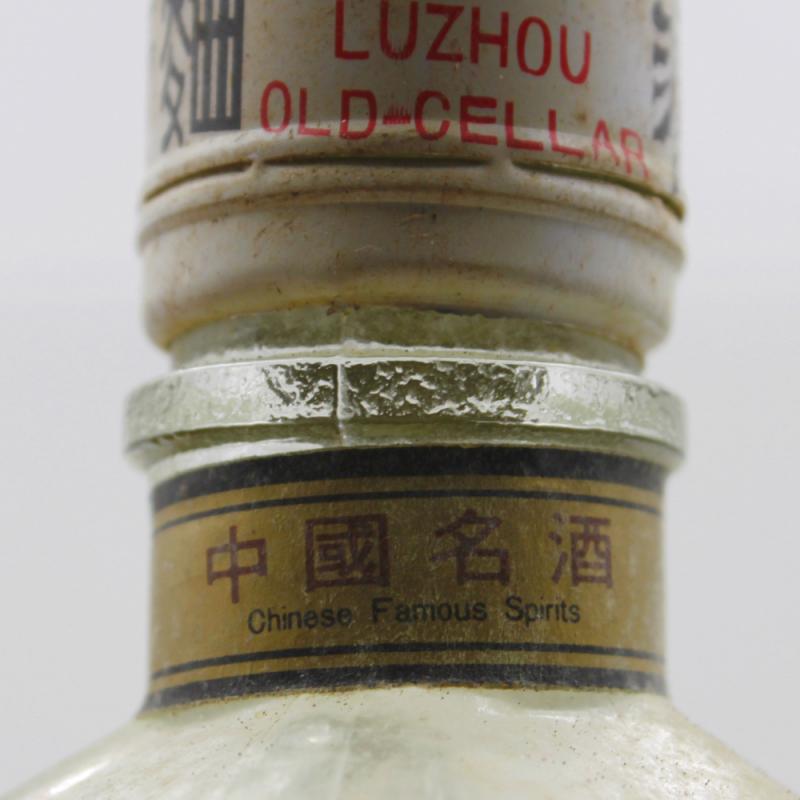 LUZHOU
OLD CELLAR
中國名酒
Chinese Famous Spirits